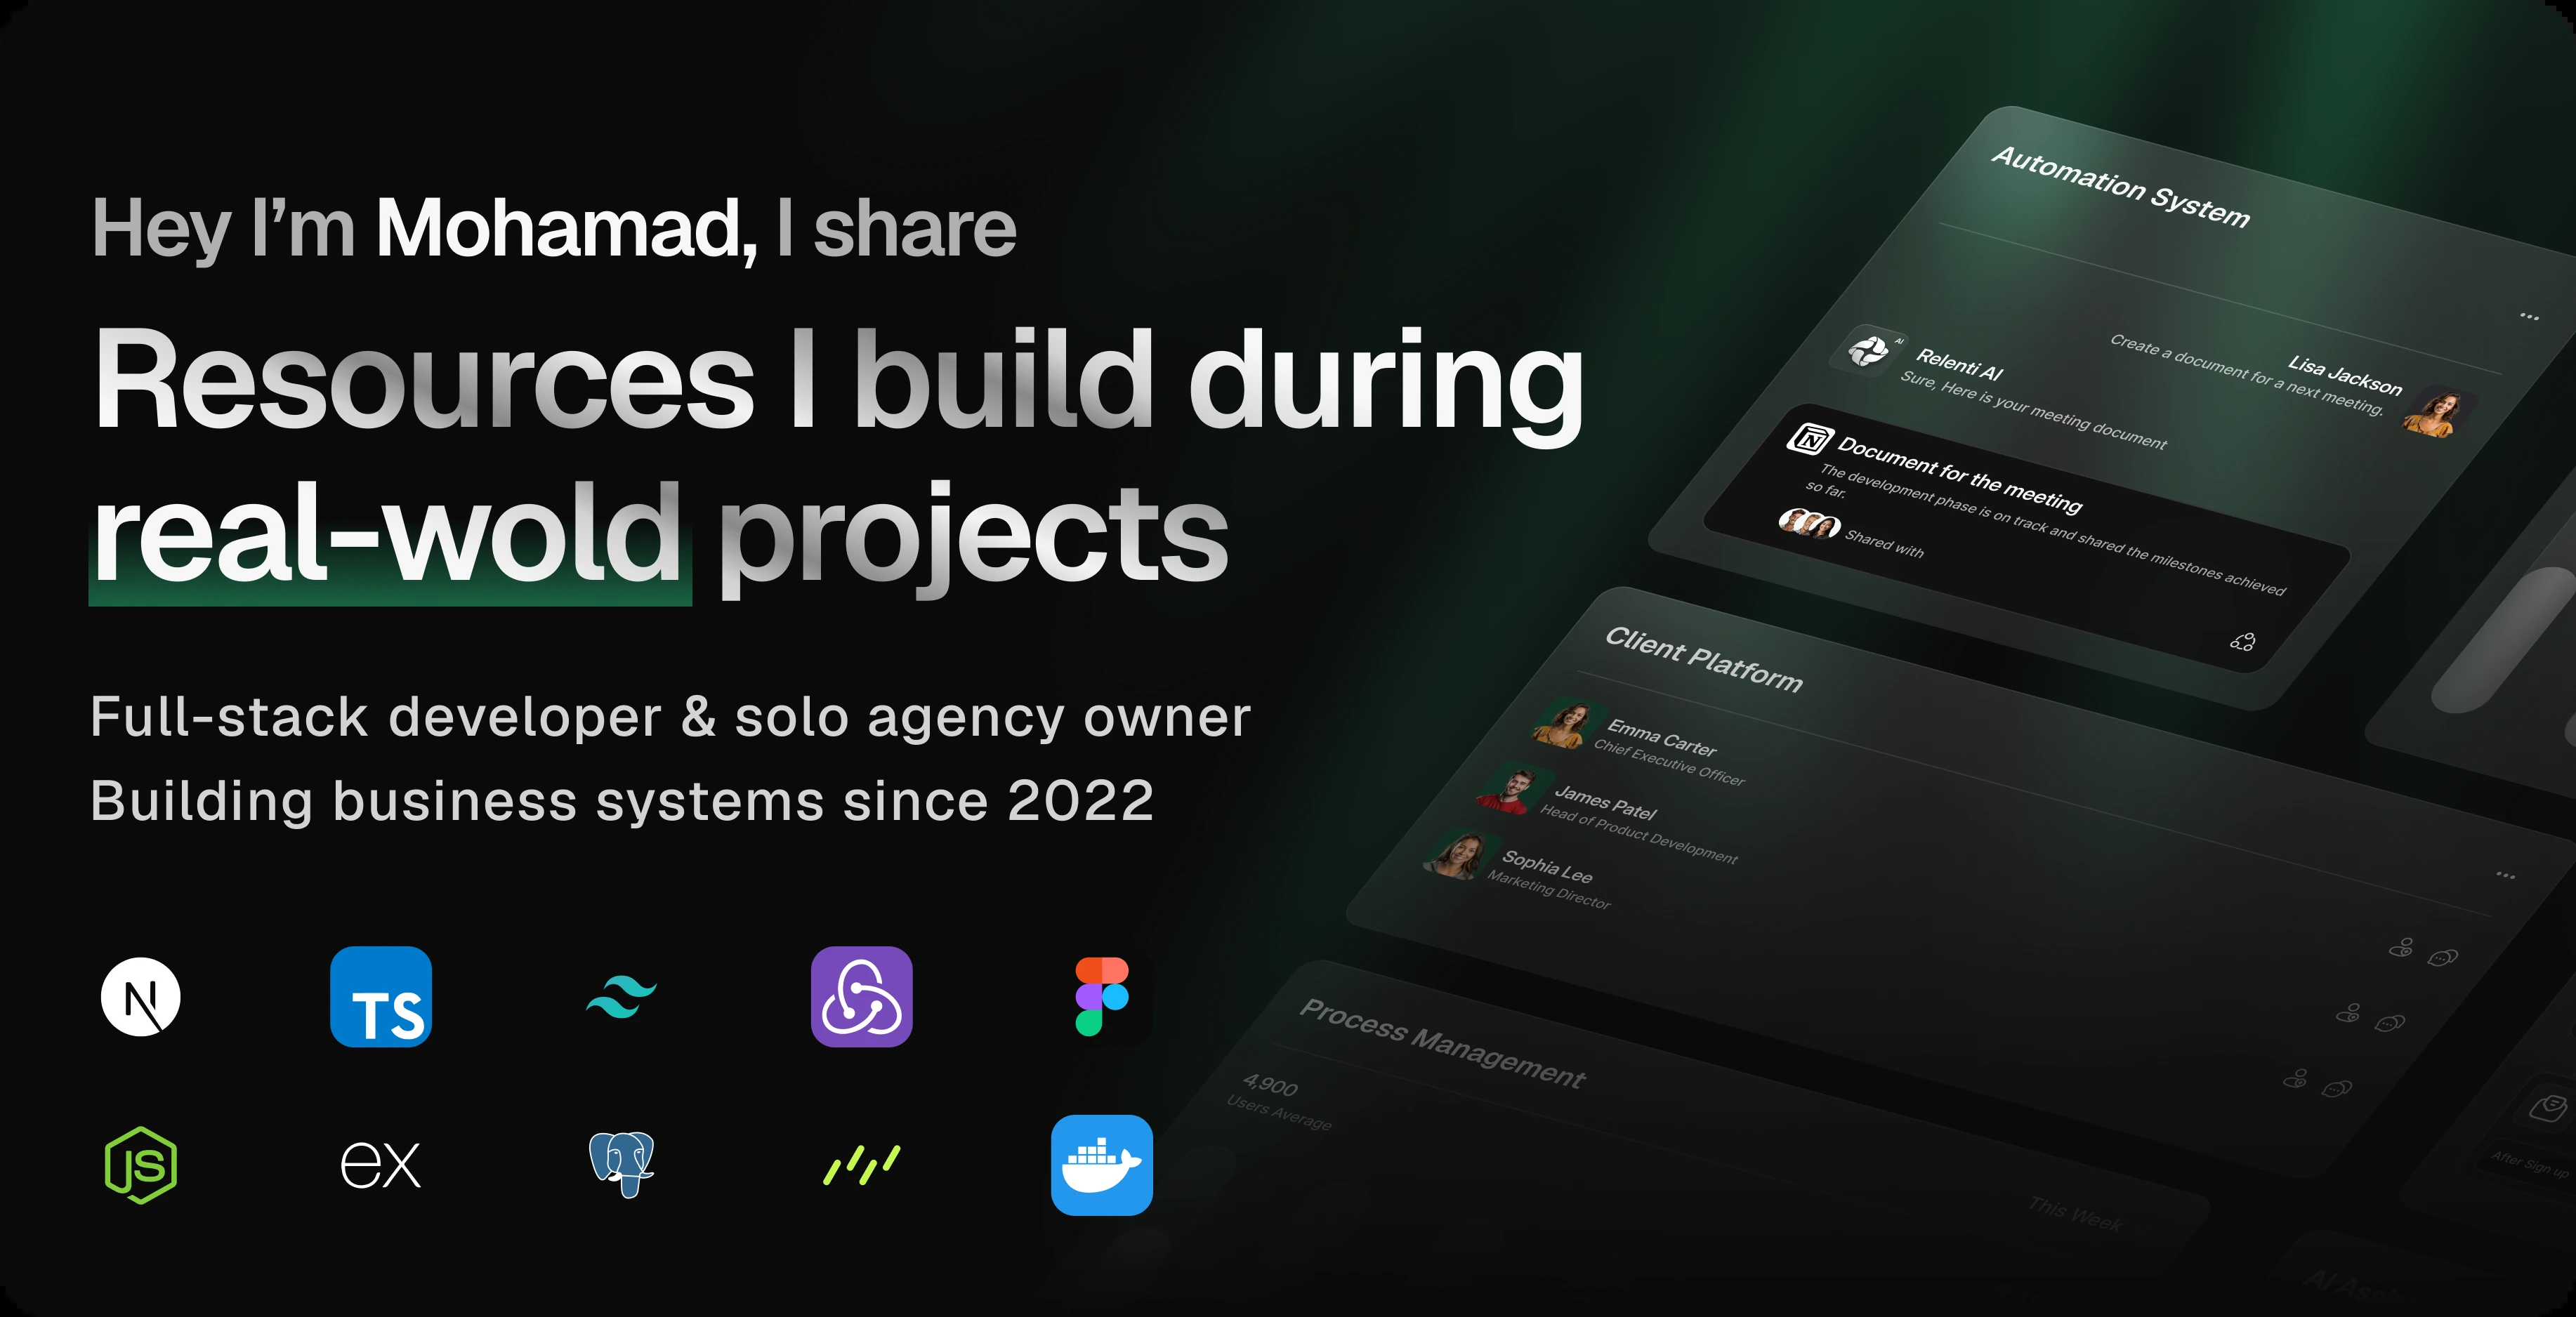 Hey I’m Mohamad, I share
Resources I build during
real-wold projects
Full-stack developer & solo agency owner
Building business systems since 2022
N
TS
JS
ex
Automation System
Lisa Jackson
Create a document for a next meeting.
AI
Relenti AI
Sure, Here is your meeting document
N
Document for the meeting
The development phase is on track and shared the milestones achieved
so far.
Shared with
Client Platform
Emma Carter
Chief Executive Officer
James Patel
Head of Product Development
Sophia Lee
Marketing Director
Process Management
4,900
Users Average
This Week
After Sign up